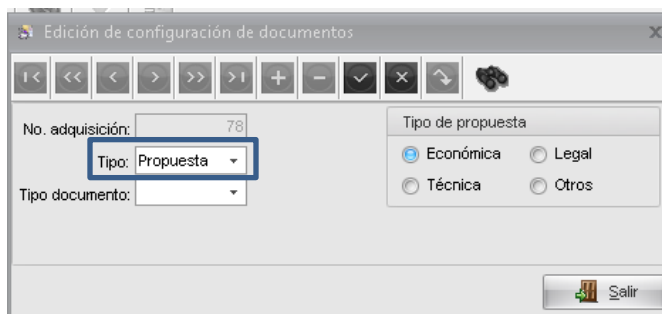 Edición de configuración de documentos
No. adquisición: 78
Tipo: Propuesta
Tipo documento:
Tipo de propuesta
Económica Legal
Técnica Otros
Salir